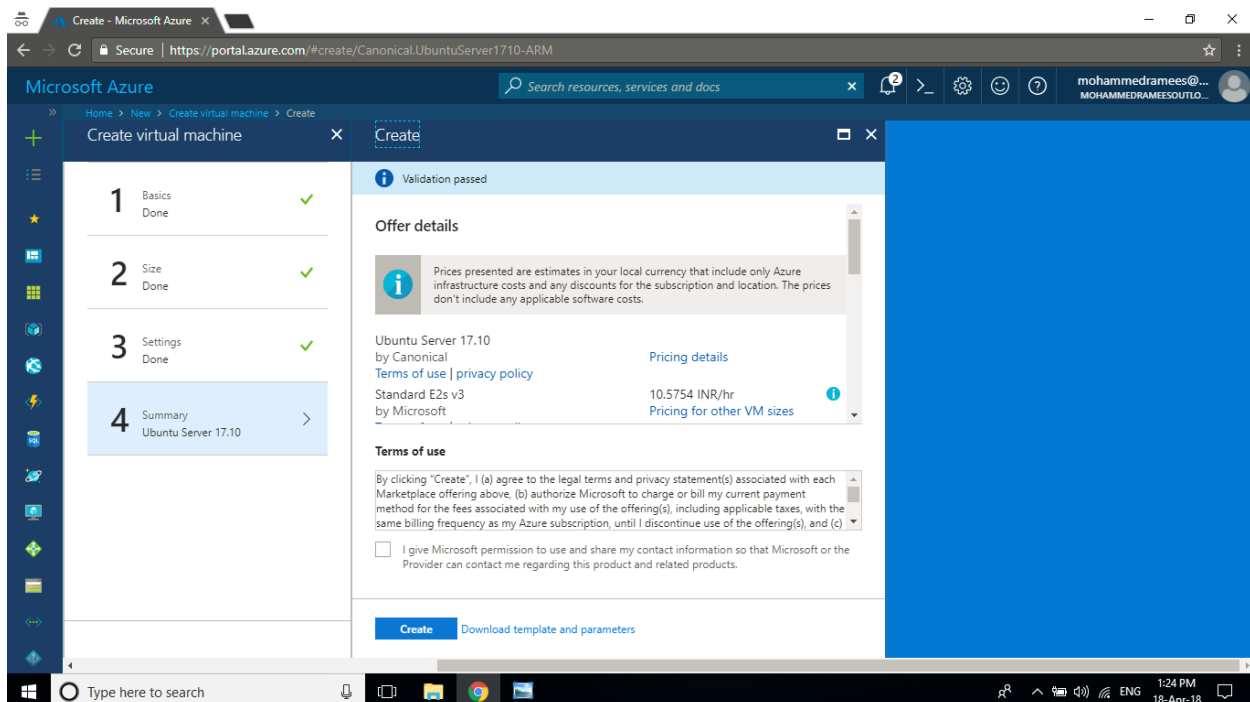 Create - Microsoft Azure
Secure | https://portal.azure.com/#create/Canonical.UbuntuServer1710-ARM
Microsoft Azure
Search resources, services and docs
2
mohammedramees@...
MOHAMMEDRAMEESOUTLO...
Home > New > Create virtual machine > Create
Create virtual machine
Create
1
Basics
Done
2
Size
Done
3
Settings
Done
4
Summary
Ubuntu Server 17.10
Validation passed
Offer details
Prices presented are estimates in your local currency that include only Azure
infrastructure costs and any discounts for the subscription and location. The prices
don't include any applicable software costs.
Ubuntu Server 17.10
by Canonical
Pricing details
Terms of use | privacy policy
Standard E2s v3
10.5754 INR/hr
by Microsoft
Pricing for other VM sizes
Terms of use
By clicking "Create", I (a) agree to the legal terms and privacy statement(s) associated with each
Marketplace offering above, (b) authorize Microsoft to charge or bill my current payment
method for the fees associated with my use of the offering(s), including applicable taxes, with the
same billing frequency as my Azure subscription, until I discontinue use of the offering(s), and (c)
I give Microsoft permission to use and share my contact information so that Microsoft or the
Provider can contact me regarding this product and related products.
Create
Download template and parameters
SQL
Type here to search
ENG
1:24 PM
18-Apr-18